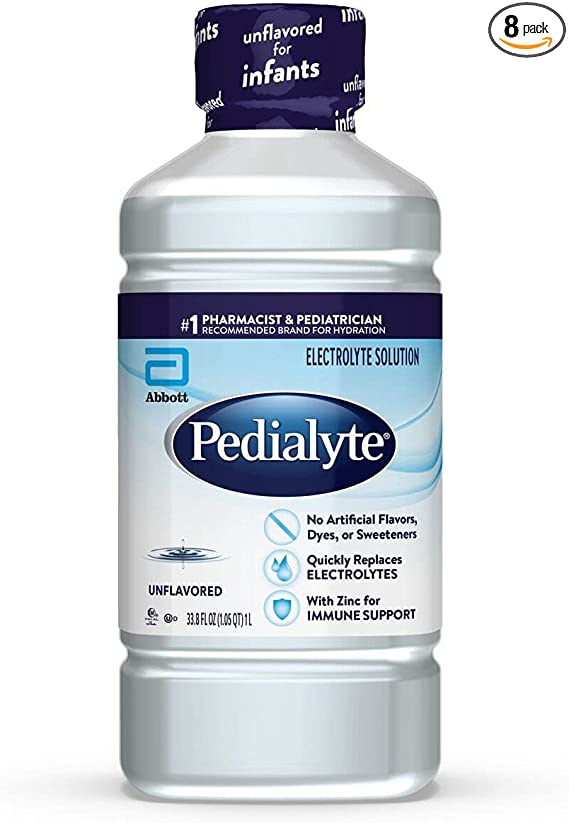 8 pack
unflavored
for
infants
#1 PHARMACIST & PEDIATRICIAN
RECOMMENDED BRAND FOR HYDRATION
ELECTROLYTE SOLUTION
Abbott
Pedialyte®
No Artificial Flavors,
Dyes, or Sweeteners
Quickly Replaces
ELECTROLYTES
With Zinc for
IMMUNE SUPPORT
UNFLAVORED
33.8 FL OZ (1.05 QT) 1 L